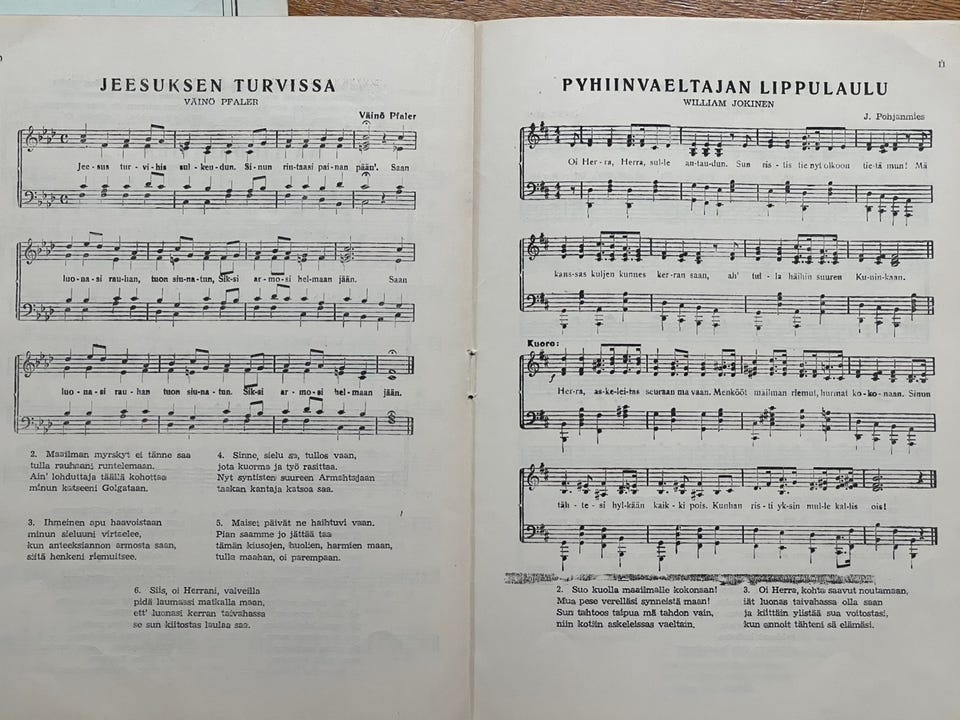 JEESUKSEN TURVISSA
VÄINÖ PFALER
Väinö Pfaler
Jee-sus tur-vi-his sul-keu-dun. Si-nun rin-taasi pai-nan pään'. Saan
luo-na-si rau-han, tuon siu-na-tun, Sik-si ar-mo-si hel-maan jään. Saan
luo-na-si rau-han tuon siu-na-tun. Sik-si ar-mo-si hel-maan jään.
2. Maailman myrskyt ei tänne saa
tulla rauhaani runtelemaan.
Ain' lohduttaja täällä kohottaa
minun katseeni Golgataan.
3. Ihmeinen apu haavoistaan
minun sieluuni virtaelee,
kun anteeksiannon armosta saan,
siitä henkeni riemuitsee.
4. Sinne, sielu sa, tullos vaan,
jota kuorma ja työ rasittaa.
Nyt syntisten suureen Armahtajaan
taakan kantaja katsoa saa.
5. Maiset päivät ne haihtuvi vaan.
Pian saamme jo jättää taa
tämän kiusojen, huolien, harmien maan,
tulla maahan, oi parempaan.
6. Siis, oi Herrani, valveilla
pidä laumaasi matkalla maan,
ett' luonasi kerran taivahassa
se sun kiitostas laulaa saa.
11
PYHIINVAELTAJAN LIPPULAULU
WILLIAM JOKINEN
J. Pohjanmies
Oi Her-ra, Herra, sul-le an-tau-dun. Sun ris-tis tie nyt olkoon tie-tä mun! Mä
kans-sas kuljen kunnes ker-ran saan, ah' tul-la häihin suuren Ku-nin-kaan.
Kuoro:
f
Her-ra, as-ke-lei-tas seuraan ma vaan. Menkööt maailman riemut, hurmat ko-ko-naan. Sinun
täh-te-si hyl-kään kaik-ki pois. Kunhan ris-ti yk-sin mul-le kal-lis ois!
2. Suo kuolla maailmalle kokonaan!
Mua pese verelläsi synneistä maan!
Sun tahtoos taipua mä tahdon vain,
niin kotiin askeleissas vaeltain.
3. Oi Herra, kohta saavut noutamaan,
iät luonas taivahassa olla saan
ja kiittäin ylistää sua voitostasi,
kun annoit tähteni sä elämäsi.